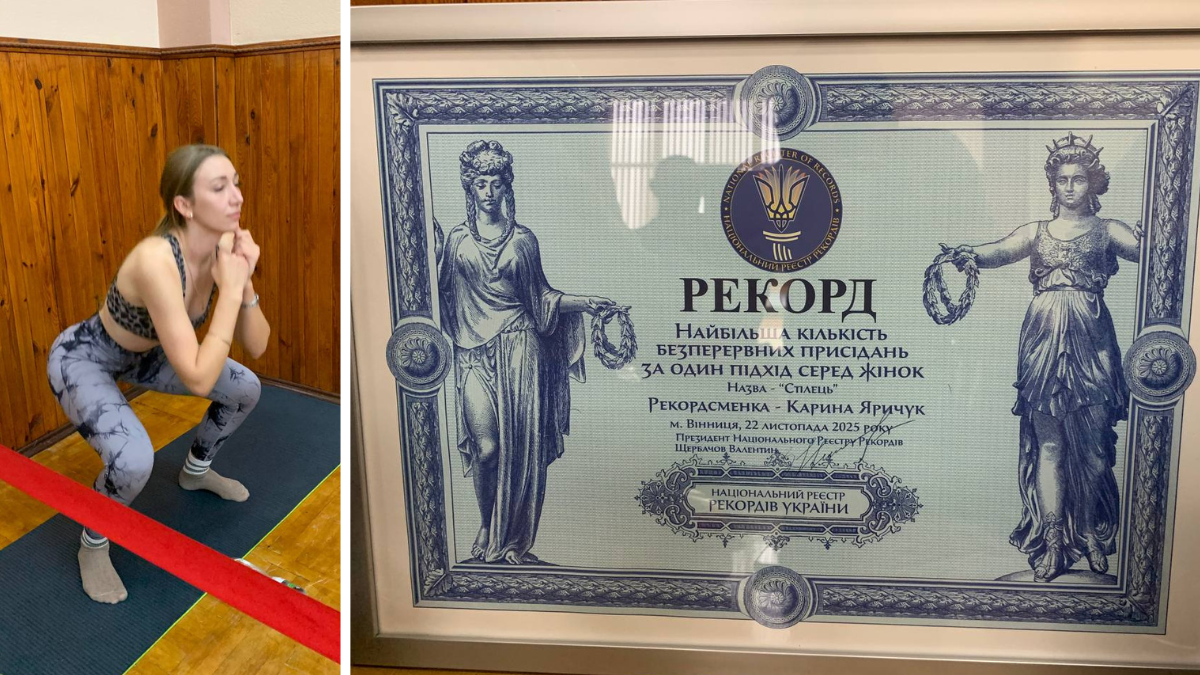 NATIONAL REGISTER OF RECORDS
НАЦІОНАЛЬНИЙ РЕЄСТР РЕКОРДІВ
РЕКОРД
Найбільша кількість
безперервних присідань
за один підхід серед жінок
Назва - "Сплець"
Рекордсменка - Карина Яричук
м. Вінниця, 22 листопада 2025 року
Президент Національного Реєстру Рекордів
Щербачов Валентин
НАЦІОНАЛЬНИЙ РЕЄСТР
РЕКОРДІВ УКРАЇНИ